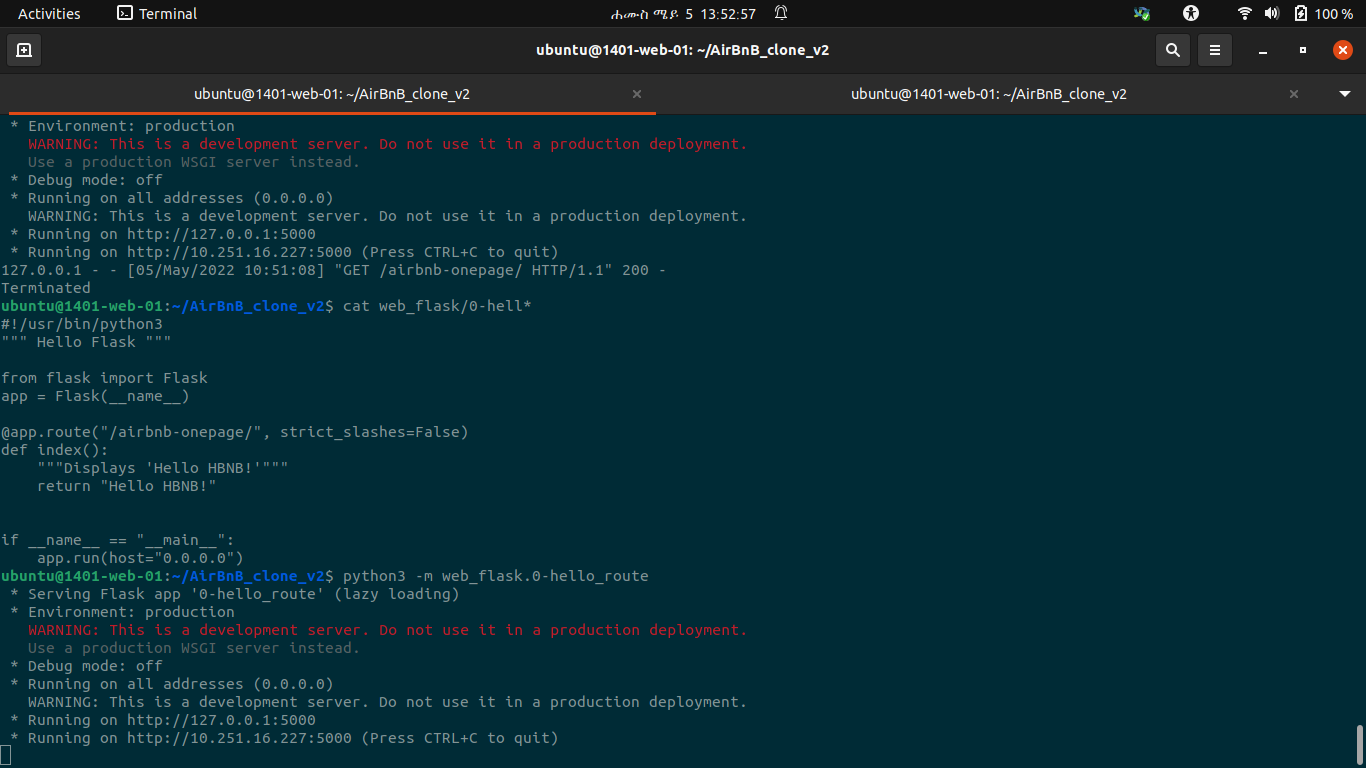 Activities Terminal ሐሙስ ሜይ 5 13:52:57 100 %
ubuntu@1401-web-01: ~/AirBnB_clone_v2
ubuntu@1401-web-01: ~/AirBnB_clone_v2 ubuntu@1401-web-01: ~/AirBnB_clone_v2
 * Environment: production
   WARNING: This is a development server. Do not use it in a production deployment.
   Use a production WSGI server instead.
 * Debug mode: off
 * Running on all addresses (0.0.0.0)
   WARNING: This is a development server. Do not use it in a production deployment.
 * Running on http://127.0.0.1:5000
 * Running on http://10.251.16.227:5000 (Press CTRL+C to quit)
127.0.0.1 - - [05/May/2022 10:51:08] "GET /airbnb-onepage/ HTTP/1.1" 200 -
Terminated
ubuntu@1401-web-01:~/AirBnB_clone_v2$ cat web_flask/0-hell*
#!/usr/bin/python3
""" Hello Flask """

from flask import Flask
app = Flask(__name__)

@app.route("/airbnb-onepage/", strict_slashes=False)
def index():
    """Displays 'Hello HBNB!'"""
    return "Hello HBNB!"


if __name__ == "__main__":
    app.run(host="0.0.0.0")
ubuntu@1401-web-01:~/AirBnB_clone_v2$ python3 -m web_flask.0-hello_route
 * Serving Flask app '0-hello_route' (lazy loading)
 * Environment: production
   WARNING: This is a development server. Do not use it in a production deployment.
   Use a production WSGI server instead.
 * Debug mode: off
 * Running on all addresses (0.0.0.0)
   WARNING: This is a development server. Do not use it in a production deployment.
 * Running on http://127.0.0.1:5000
 * Running on http://10.251.16.227:5000 (Press CTRL+C to quit)